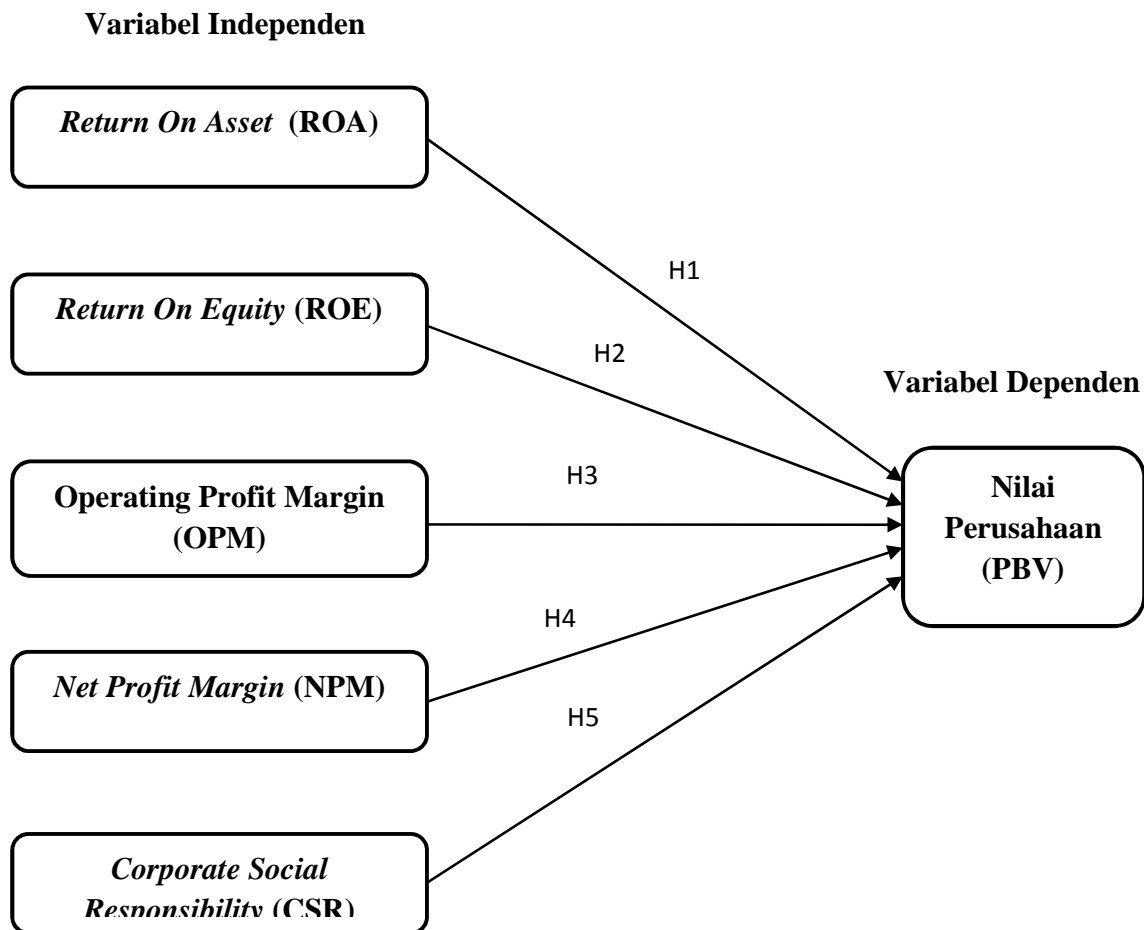 Variabel Independen
Return On Asset (ROA)
H1
Return On Equity (ROE)
H2
Variabel Dependen
Operating Profit Margin
(OPM)
H3
Nilai
Perusahaan
(PBV)
H4
Net Profit Margin (NPM)
H5
Corporate Social
Responsibility (CSR)